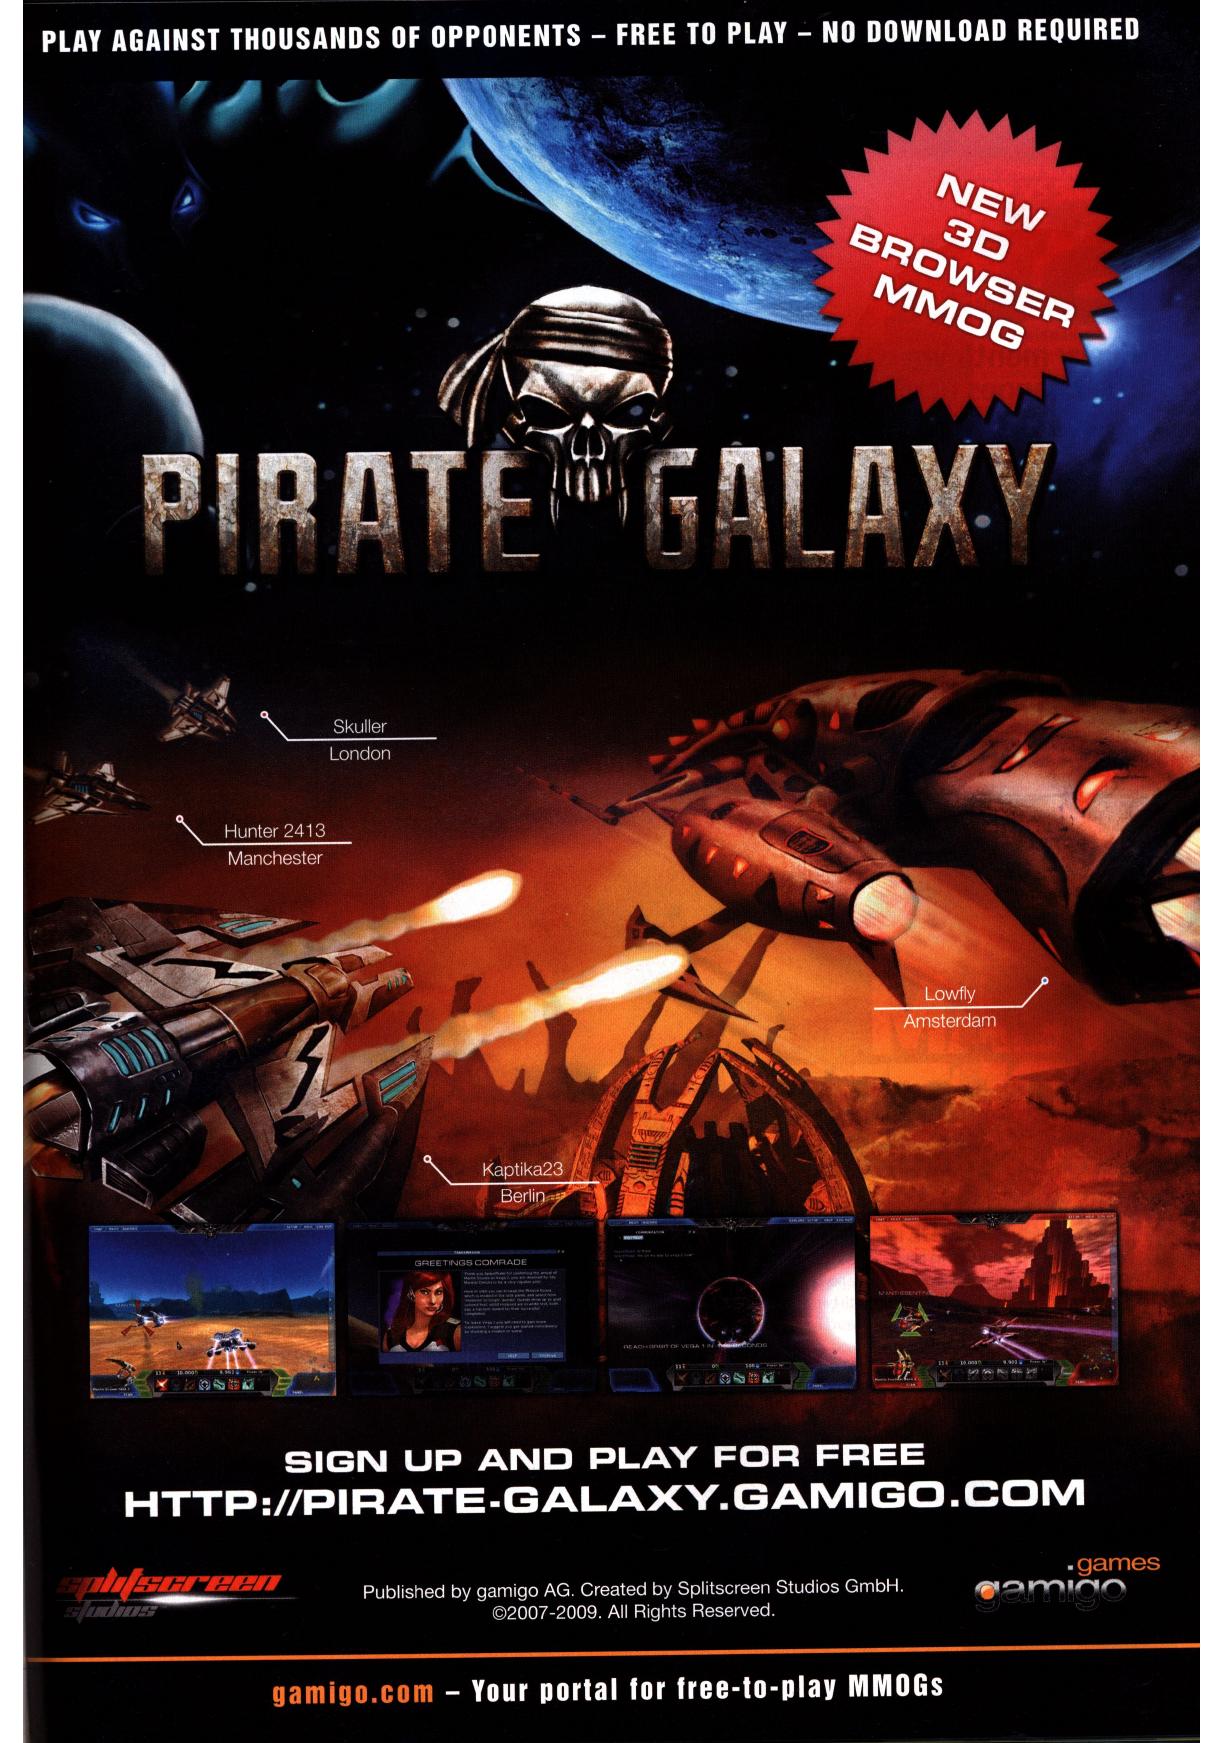 PLAY AGAINST THOUSANDS OF OPPONENTS – FREE TO PLAY – NO DOWNLOAD REQUIRED
NEW
3D
BROWSER
MMOG
PIRATE GALAXY
Skuller
London
Hunter 2413
Manchester
Lowfly
Amsterdam
Kaptika23
Berlin
GREETINGS COMRADE
SIGN UP AND PLAY FOR FREE
HTTP://PIRATE-GALAXY.GAMIGO.COM
splitscreen
studios
Published by gamigo AG. Created by Splitscreen Studios GmbH.
©2007-2009. All Rights Reserved.
.games
gamigo
gamigo.com – Your portal for free-to-play MMOGs